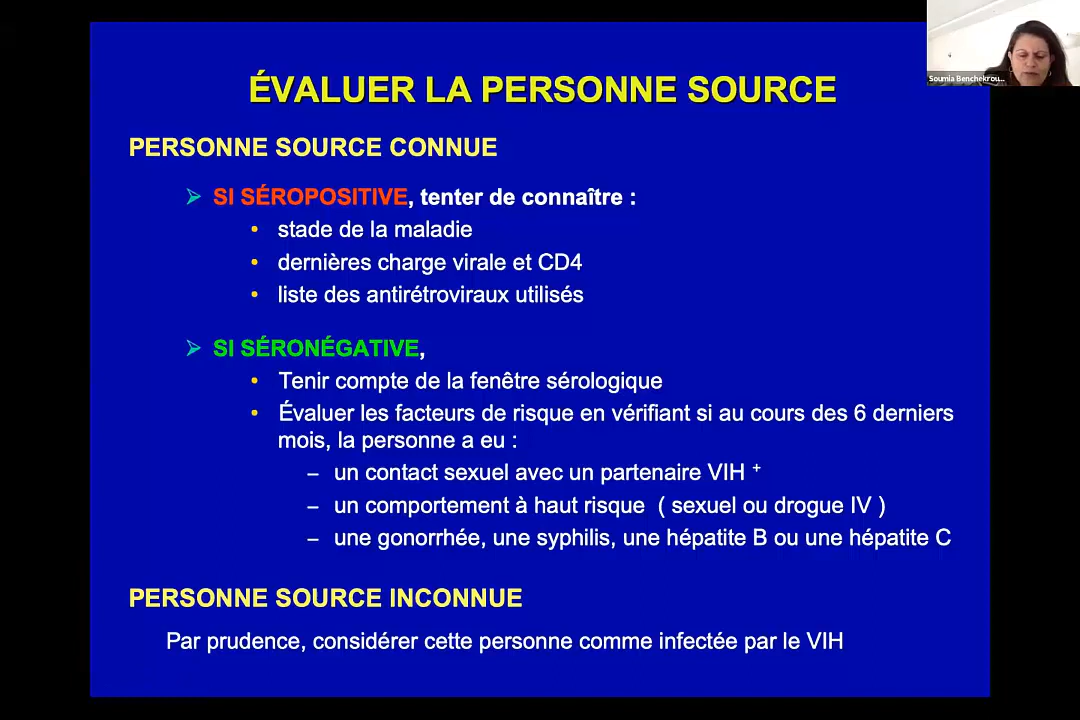 ÉVALUER LA PERSONNE SOURCE
Soumia Benchekrou...
PERSONNE SOURCE CONNUE
➢ SI SÉROPOSITIVE, tenter de connaître :
• stade de la maladie
• dernières charge virale et CD4
• liste des antirétroviraux utilisés
➢ SI SÉRONÉGATIVE,
• Tenir compte de la fenêtre sérologique
• Évaluer les facteurs de risque en vérifiant si au cours des 6 derniers
mois, la personne a eu :
– un contact sexuel avec un partenaire VIH ⁺
– un comportement à haut risque ( sexuel ou drogue IV )
– une gonorrhée, une syphilis, une hépatite B ou une hépatite C
PERSONNE SOURCE INCONNUE
Par prudence, considérer cette personne comme infectée par le VIH